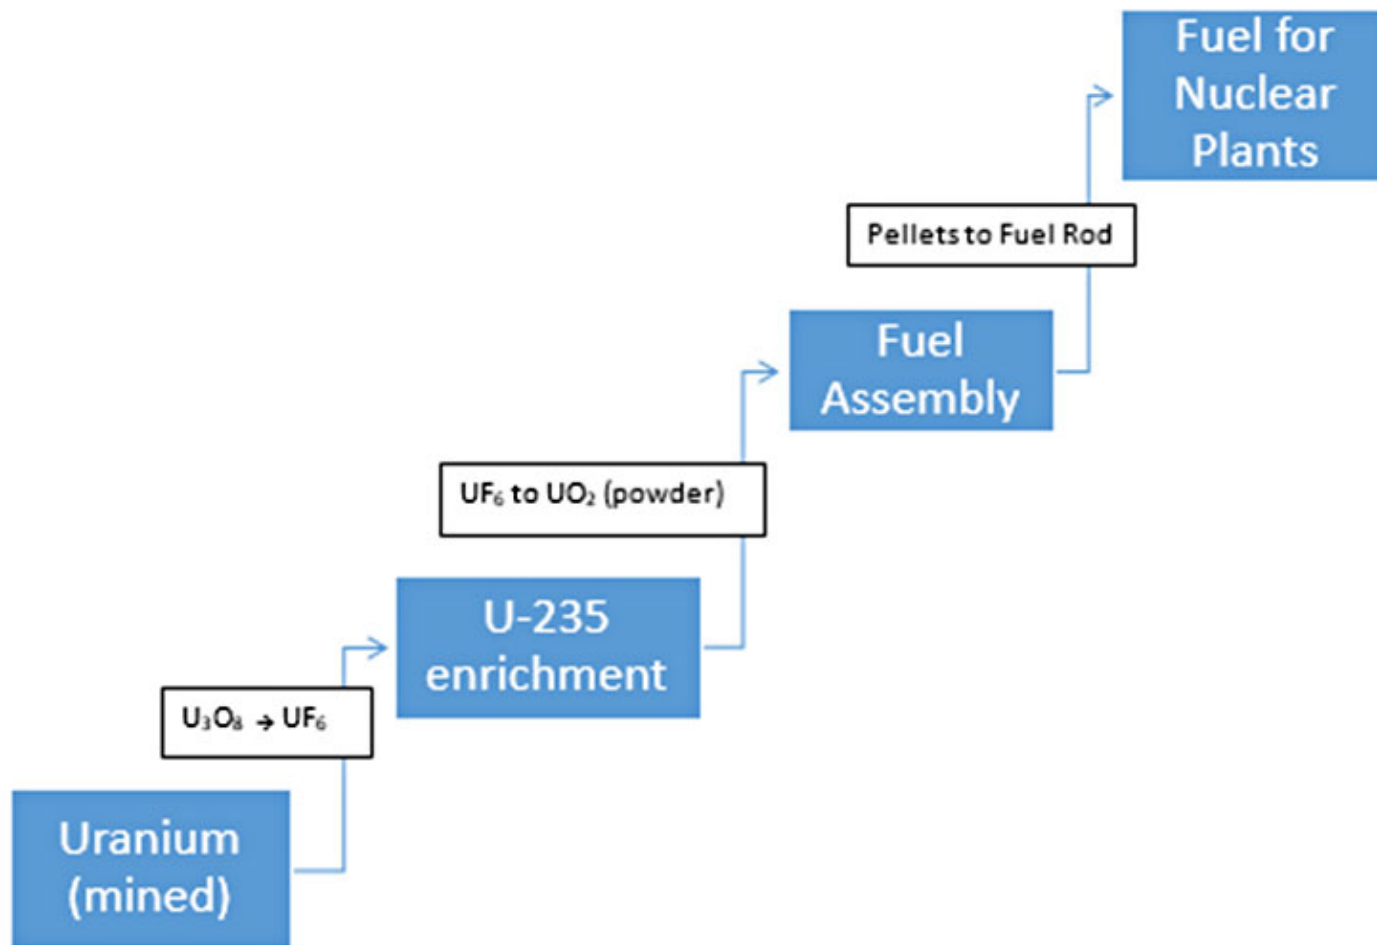 Fuel for
Nuclear
Plants
Pellets to Fuel Rod
Fuel
Assembly
UF₆ to UO₂ (powder)
U-235
enrichment
U₃O₈ → UF₆
Uranium
(mined)